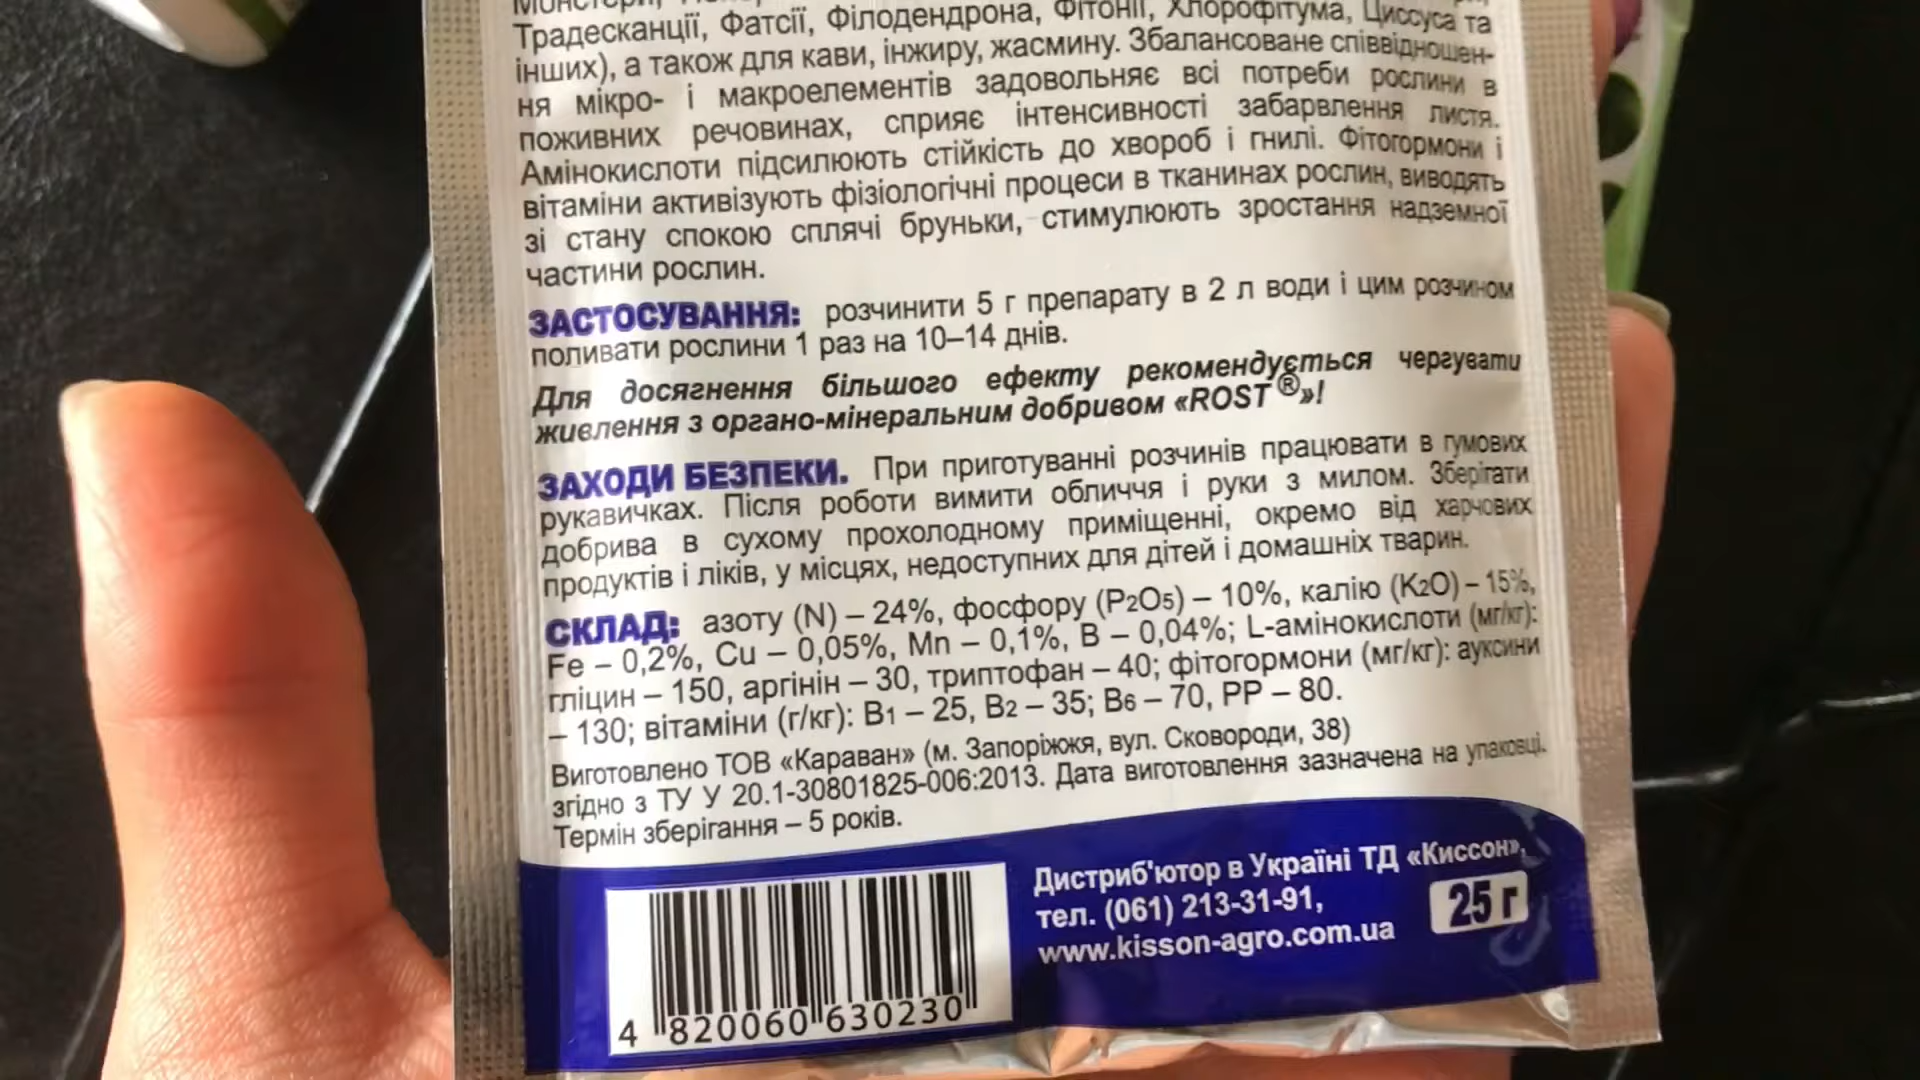 Традесканції, Фатсії, Філодендрона, Фітонії, Хлорофітума, Циссуса та
інших), а також для кави, інжиру, жасмину. Збалансоване співвідношен-
ня мікро- і макроелементів задовольняє всі потреби рослини в
поживних речовинах, сприяє інтенсивності забарвлення листя.
Амінокислоти підсилюють стійкість до хвороб і гнилі. Фітогормони і
вітаміни активізують фізіологічні процеси в тканинах рослин, виводять
зі стану спокою сплячі бруньки, стимулюють зростання надземної
частини рослин.
ЗАСТОСУВАННЯ: розчинити 5 г препарату в 2 л води і цим розчином
поливати рослини 1 раз на 10–14 днів.
Для досягнення більшого ефекту рекомендується чергувати
живлення з органо-мінеральним добривом «ROST®»!
ЗАХОДИ БЕЗПЕКИ. При приготуванні розчинів працювати в гумових
рукавичках. Після роботи вимити обличчя і руки з милом. Зберігати
добрива в сухому прохолодному приміщенні, окремо від харчових
продуктів і ліків, у місцях, недоступних для дітей і домашніх тварин.
СКЛАД: азоту (N) – 24%, фосфору (P2O5) – 10%, калію (K2O) – 15%,
Fe – 0,2%, Cu – 0,05%, Mn – 0,1%, B – 0,04%; L-амінокислоти (мг/кг):
гліцин – 150, аргінін – 30, триптофан – 40; фітогормони (мг/кг): ауксини
– 130; вітаміни (г/кг): B1 – 25, B2 – 35; B6 – 70, PP – 80.
Виготовлено ТОВ «Караван» (м. Запоріжжя, вул. Сковороди, 38)
згідно з ТУ У 20.1-30801825-006:2013. Дата виготовлення зазначена на упаковці.
Термін зберігання – 5 років.
Дистриб'ютор в Україні ТД «Киссон»,
тел. (061) 213-31-91,
www.kisson-agro.com.ua
25 г
4 820060 630230